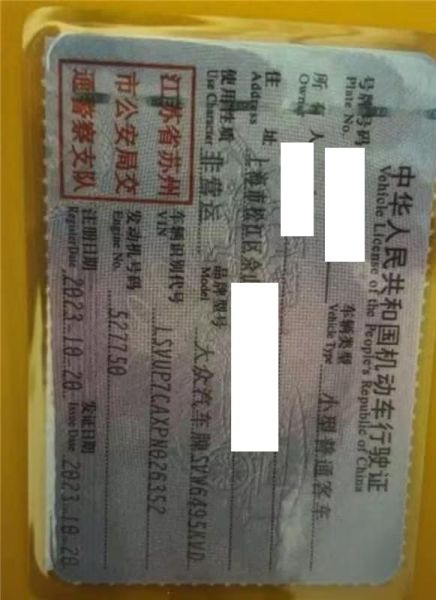 中华人民共和国机动车行驶证
Vehicle License of the People's Republic of China
号牌号码
Plate No.
车辆类型 小型普通客车
Vehicle Type
所有人
Owner
住址 上海市松江区
Address
使用性质 非营运
Use Character
品牌型号 大众汽车牌SVW6495KVD
Model
车辆识别代号 LSVUP7CAXPN026352
VIN
发动机号码 527750
Engine No.
注册日期 2023.10.20
Register Date
发证日期 2023.10.20
Issue Date
江苏省苏州
市公安局交
通警察支队